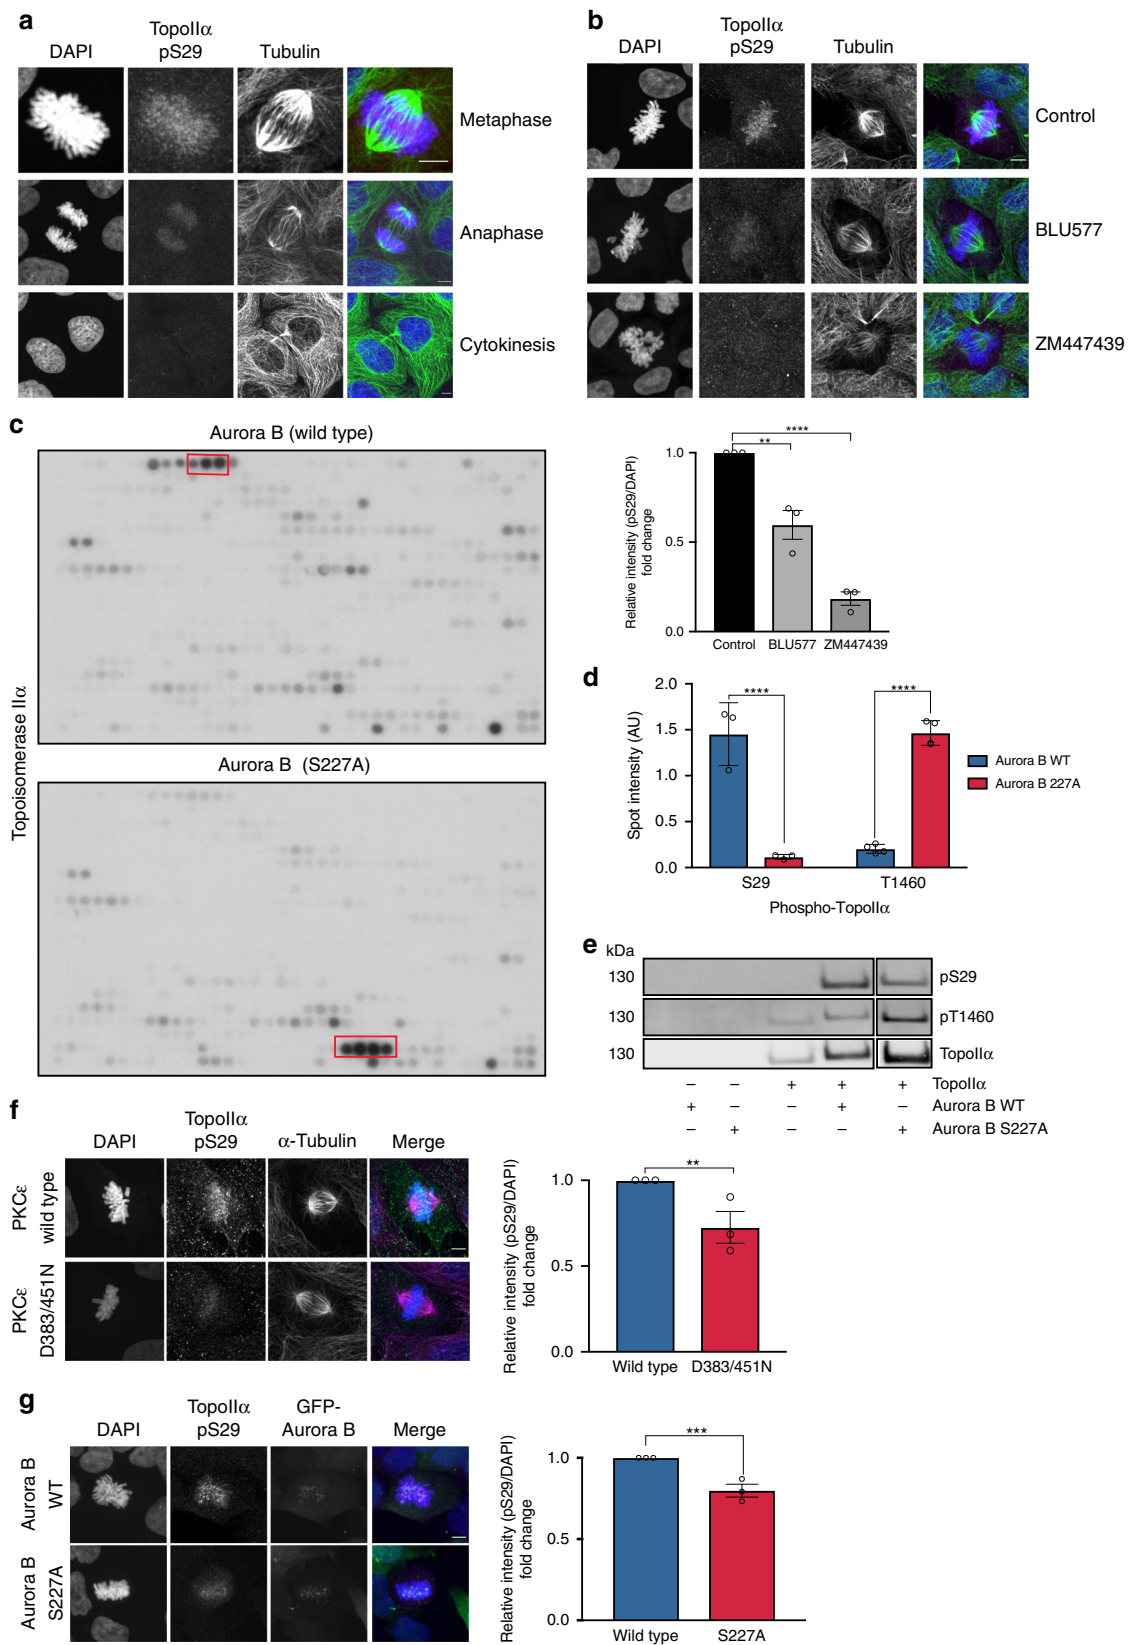 a
TopoIIα
DAPI pS29 Tubulin
Metaphase
Anaphase
Cytokinesis
b
TopoIIα
DAPI pS29 Tubulin
Control
BLU577
ZM447439
****
**
1.0
0.5
0.0
Relative intensity (pS29/DAPI)
fold change
Control BLU577 ZM447439
c
Aurora B (wild type)
Aurora B (S227A)
Topoisomerase IIα
d
2.0
1.5
1.0
0.5
0.0
Spot intensity (AU)
**** ****
S29 T1460
Phospho-TopoIIα
Aurora B WT
Aurora B 227A
e
kDa
130 pS29
130 pT1460
130 TopoIIα
– – + + + TopoIIα
+ – – + – Aurora B WT
– + – – + Aurora B S227A
f
TopoIIα
DAPI pS29 α-Tubulin Merge
PKCε
wild type
PKCε
D383/451N
**
1.0
0.5
0.0
Relative intensity (pS29/DAPI)
fold change
Wild type D383/451N
g
TopoIIα GFP-
DAPI pS29 Aurora B Merge
Aurora B
WT
Aurora B
S227A
***
1.0
0.5
0.0
Relative intensity (pS29/DAPI)
fold change
Wild type S227A